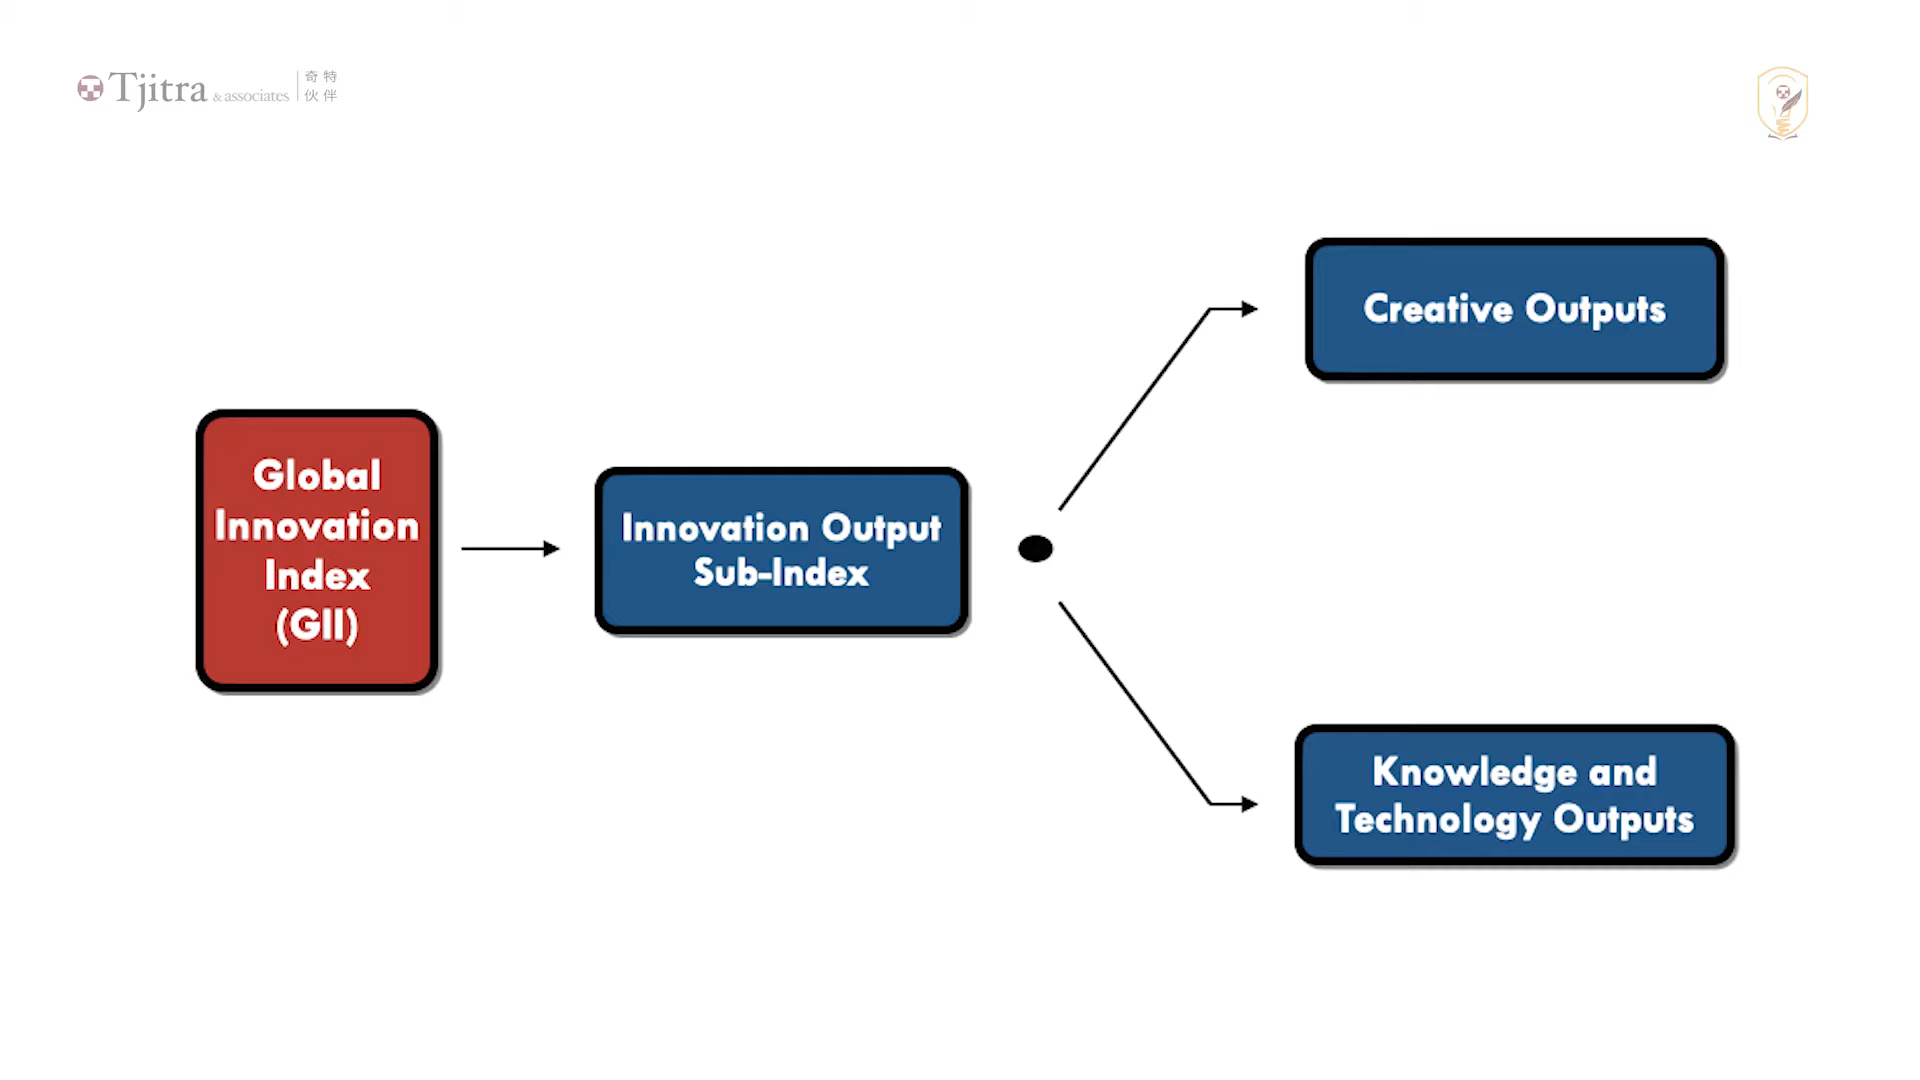 Tjitra & associates
奇特
伙伴
Creative Outputs
Global
Innovation
Index
(GII)
Innovation Output
Sub-Index
Knowledge and
Technology Outputs